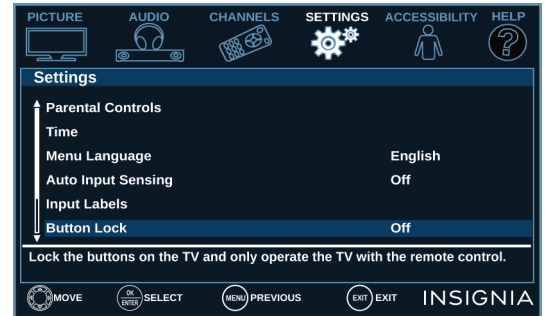 PICTURE AUDIO CHANNELS SETTINGS ACCESSIBILITY HELP
Settings
Parental Controls
Time
Menu Language English
Auto Input Sensing Off
Input Labels
Button Lock Off
Lock the buttons on the TV and only operate the TV with the remote control.
MOVE OK ENTER SELECT MENU PREVIOUS EXIT EXIT INSIGNIA